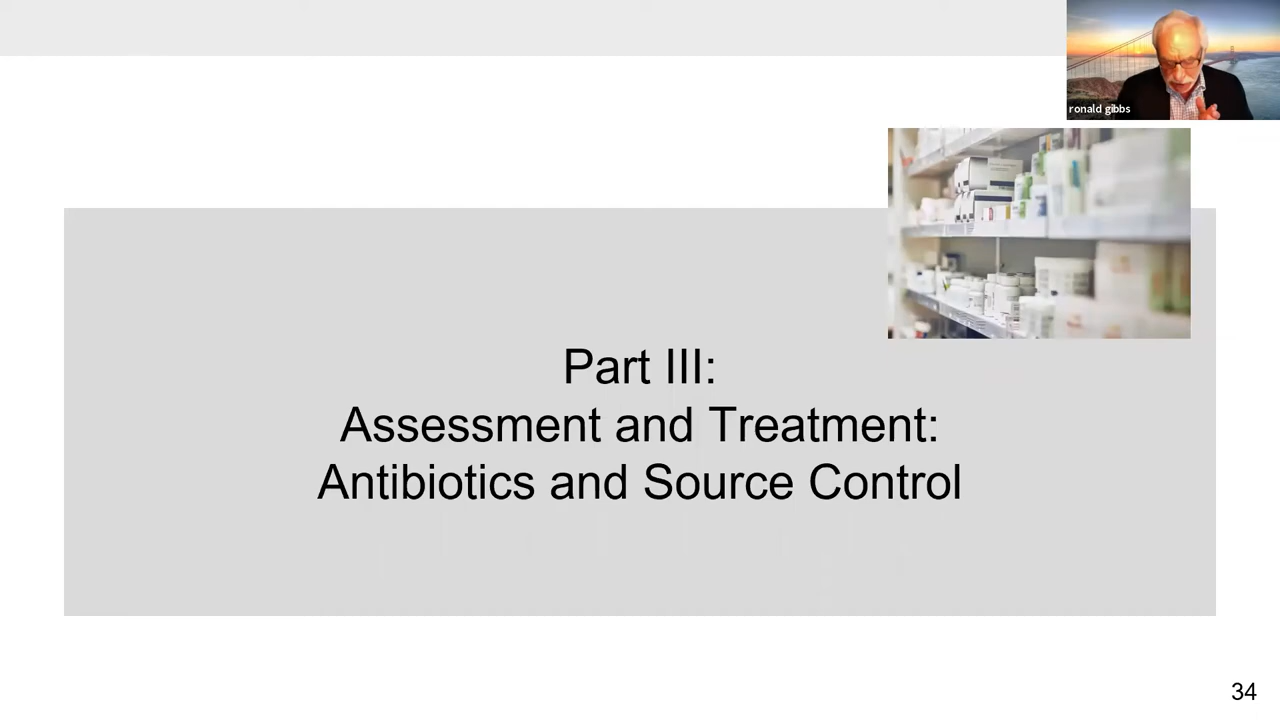 ronald gibbs
Part III:
Assessment and Treatment:
Antibiotics and Source Control
34